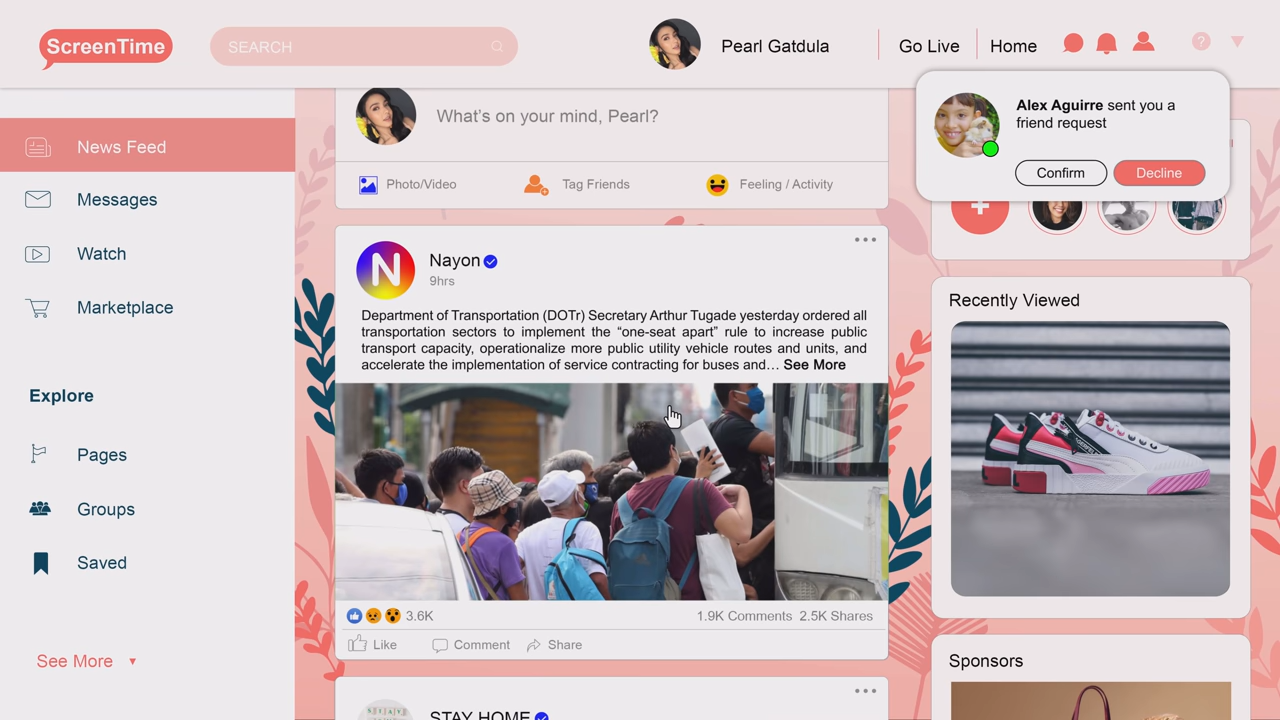 ScreenTime
SEARCH
Pearl Gatdula
Go Live
Home
?
Alex Aguirre sent you a
friend request
Confirm
Decline
News Feed
Messages
Watch
Marketplace
Explore
Pages
Groups
Saved
See More
What's on your mind, Pearl?
Photo/Video
Tag Friends
Feeling / Activity
N
Nayon
9hrs
Department of Transportation (DOTr) Secretary Arthur Tugade yesterday ordered all
transportation sectors to implement the “one-seat apart” rule to increase public
transport capacity, operationalize more public utility vehicle routes and units, and
accelerate the implementation of service contracting for buses and… See More
3.6K
1.9K Comments 2.5K Shares
Like
Comment
Share
STAY HOME
Recently Viewed
Sponsors